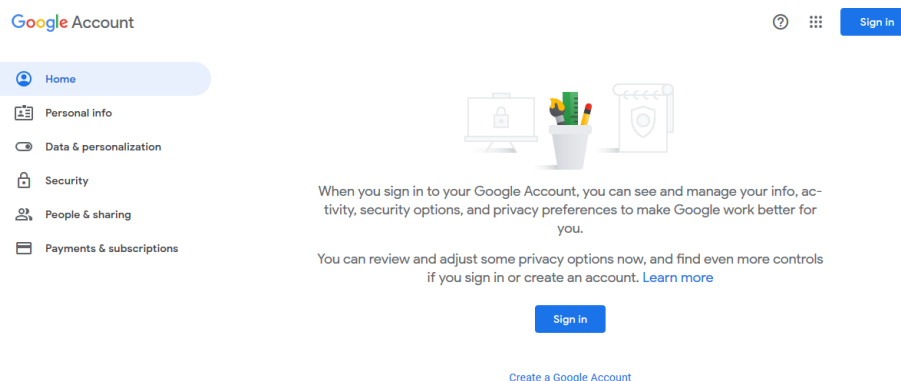 Google Account
Sign in
Home
Personal info
Data & personalization
Security
People & sharing
Payments & subscriptions
When you sign in to your Google Account, you can see and manage your info, ac-
tivity, security options, and privacy preferences to make Google work better for
you.
You can review and adjust some privacy options now, and find even more controls
if you sign in or create an account. Learn more
Sign in
Create a Google Account